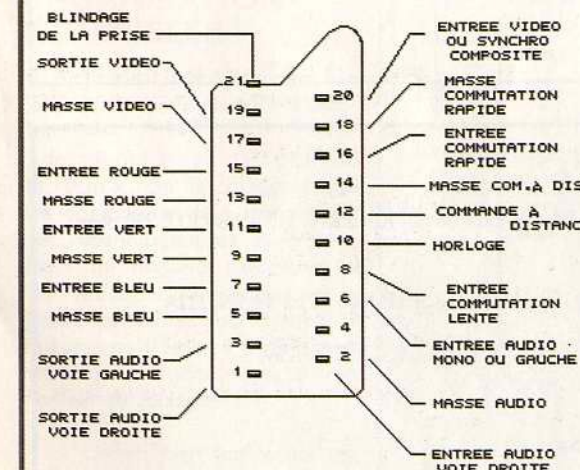 BLINDAGE
DE LA PRISE
SORTIE VIDEO
MASSE VIDEO
ENTREE ROUGE
MASSE ROUGE
ENTREE VERT
MASSE VERT
ENTREE BLEU
MASSE BLEU
SORTIE AUDIO
VOIE GAUCHE
SORTIE AUDIO
VOIE DROITE
21
19
17
15
13
11
9
7
5
3
1
20
18
16
14
12
10
8
6
4
2
ENTREE VIDEO
OU SYNCHRO
COMPOSITE
MASSE
COMMUTATION
RAPIDE
ENTREE
COMMUTATION
RAPIDE
MASSE COM.À DIS
COMMANDE À
DISTANC
HORLOGE
ENTREE
COMMUTATION
LENTE
ENTREE AUDIO
MONO OU GAUCHE
MASSE AUDIO
ENTREE AUDIO
VOIE DROITE